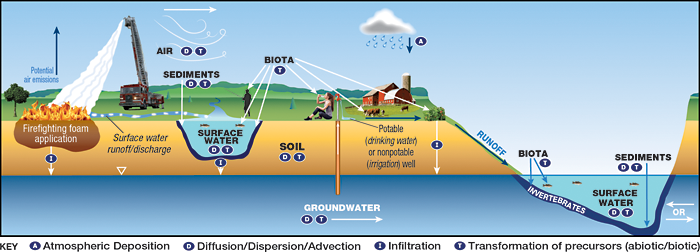 Potential
air emissions
AIR D T
SEDIMENTS
D T
BIOTA
T
A
Firefighting foam
application
Surface water
runoff/discharge
I
SURFACE
WATER
D T
I
SOIL
D T
Potable
(drinking water)
or nonpotable
(irrigation) well
I
RUNOFF
BIOTA
T
SEDIMENTS
D T
SURFACE
WATER
D T
INVERTEBRATES
GROUNDWATER
D T
OR
KEY A Atmospheric Deposition D Diffusion/Dispersion/Advection I Infiltration T Transformation of precursors (abiotic/biotic)